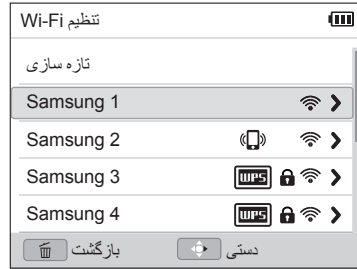 تنظیم Wi-Fi
تازه سازی
Samsung 1
Samsung 2
Samsung 3 WPS
Samsung 4 WPS
بازگشت دستی